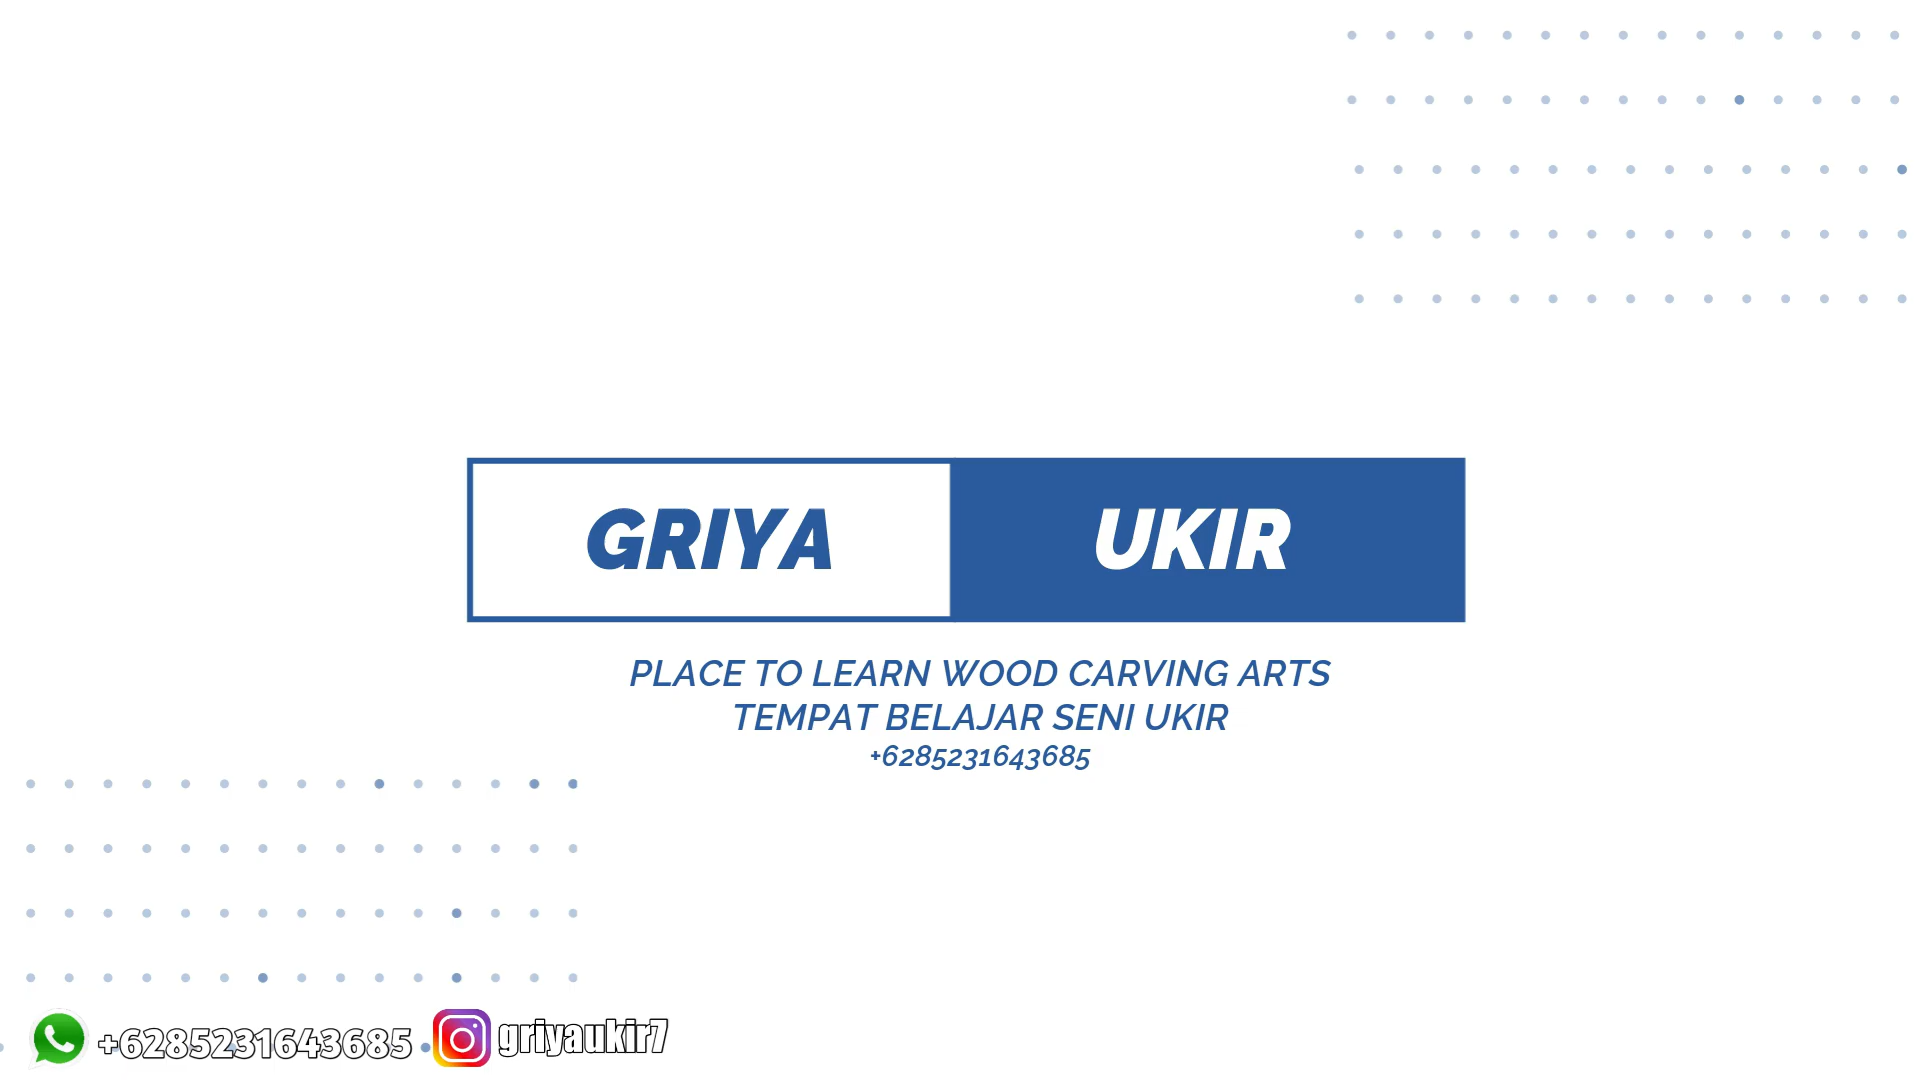 GRIYA UKIR
PLACE TO LEARN WOOD CARVING ARTS
TEMPAT BELAJAR SENI UKIR
+6285231643685
+6285231643685 griyaukir7